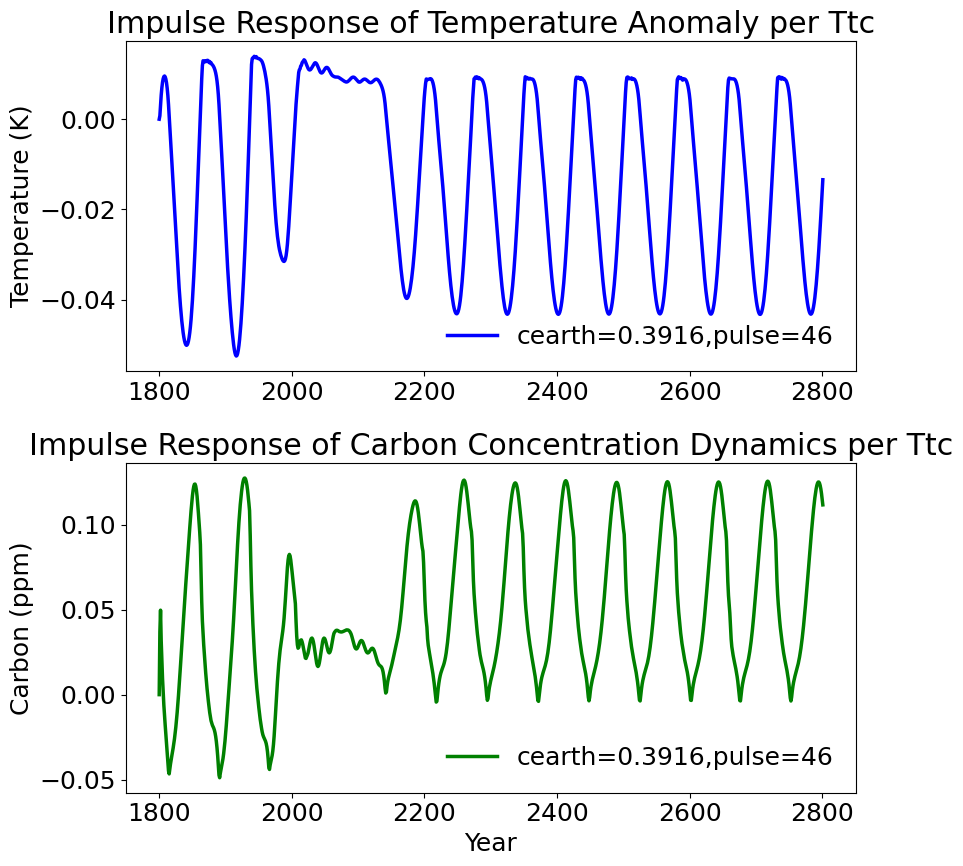 Impulse Response of Temperature Anomaly per Ttc
Temperature (K)
0.00
−0.02
−0.04
cearth=0.3916,pulse=46
1800 2000 2200 2400 2600 2800
Impulse Response of Carbon Concentration Dynamics per Ttc
Carbon (ppm)
0.10
0.05
0.00
−0.05
cearth=0.3916,pulse=46
1800 2000 2200 2400 2600 2800
Year